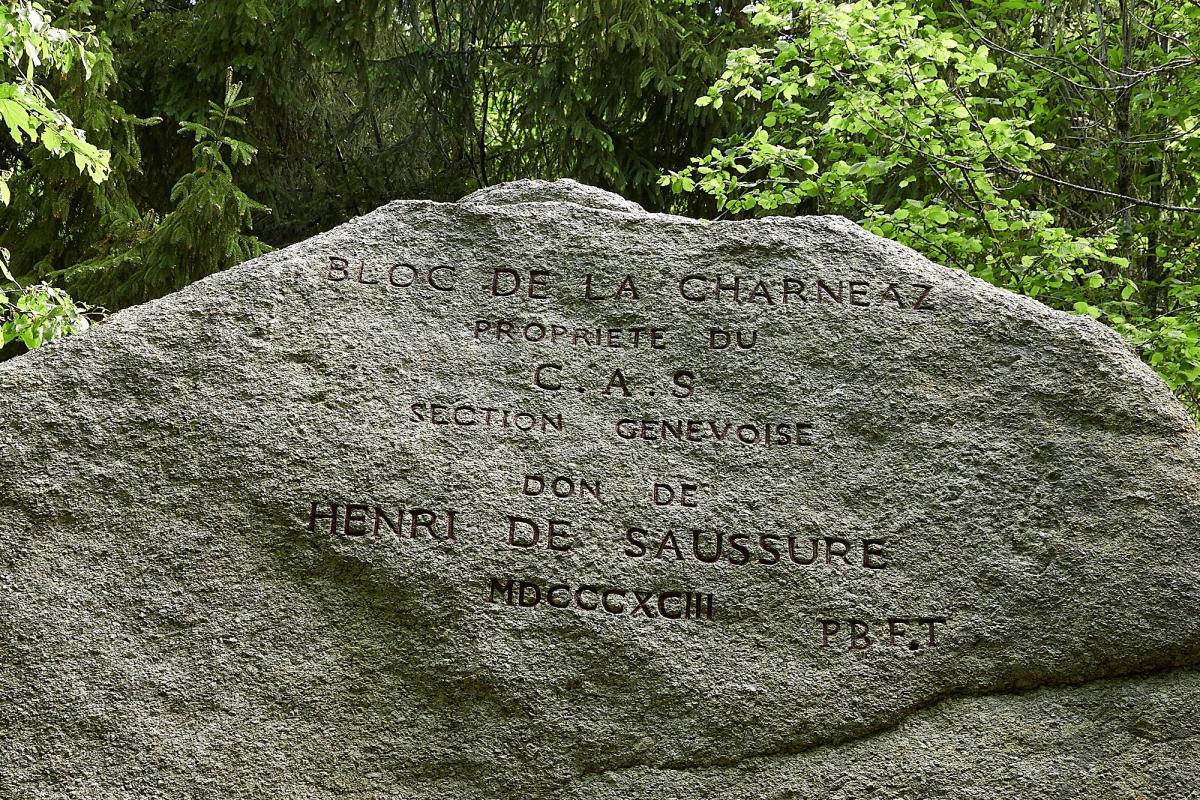 BLOC DE LA CHARNEAZ
PROPRIETE DU
C.A.S
SECTION GENEVOISE
DON DE
HENRI DE SAUSSURE
MDCCCXCIII
P.B.F.T